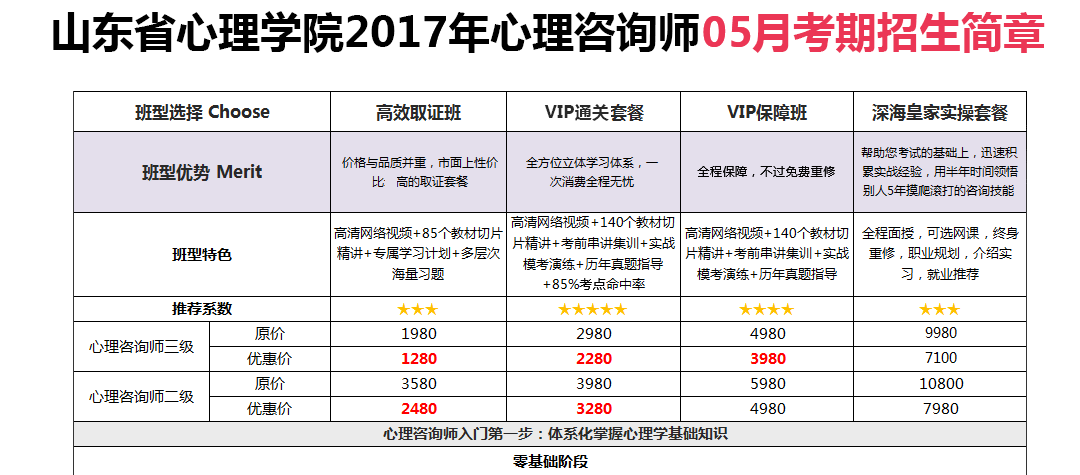 山东省心理学院2017年心理咨询师05月考期招生简章
班型选择 Choose 高效取证班 VIP通关套餐 VIP保障班 深海皇家实操套餐
班型优势 Merit
价格与品质并重，市面上性价
比 高的取证套餐
全方位立体学习体系，一
次消费全程无忧
全程保障，不过免费重修
帮助您考试的基础上，迅速积
累实战经验，用半年时间领悟
别人5年摸爬滚打的咨询技能
班型特色
高清网络视频+85个教材切片
精讲+专属学习计划+多层次
海量习题
高清网络视频+140个教材切
片精讲+考前串讲集训+实战
模考演练+历年真题指导
+85%考点命中率
高清网络视频+140个教材切
片精讲+考前串讲集训+实战
模考演练+历年真题指导
全程面授，可选网课，终身
重修，职业规划，介绍实
习，就业推荐
推荐系数 ★★★ ★★★★★ ★★★★ ★★★
心理咨询师三级
原价 1980 2980 4980 9980
优惠价 1280 2280 3980 7100
心理咨询师二级
原价 3580 3980 5980 10800
优惠价 2480 3280 4980 7980
心理咨询师入门第一步：体系化掌握心理学基础知识
零基础阶段